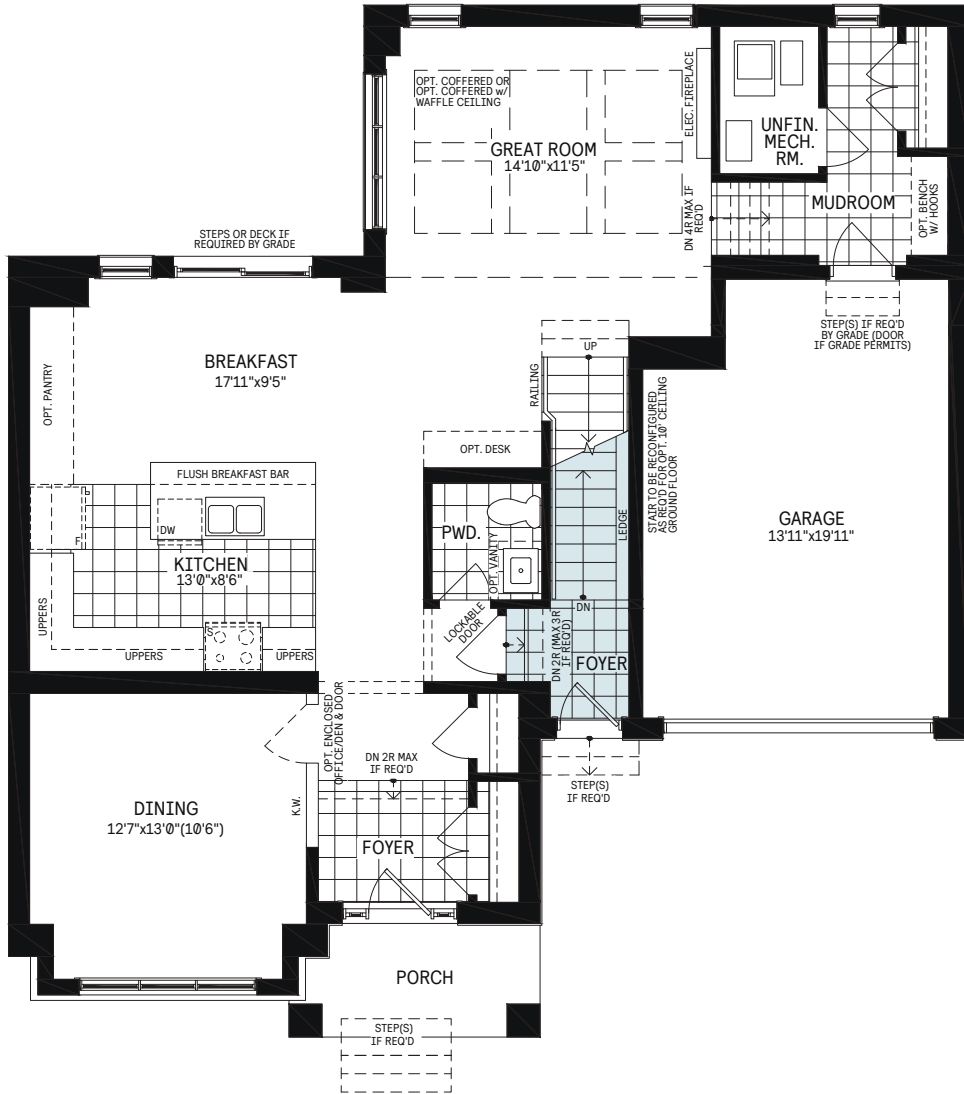 OPT. COFFERED OR
OPT. COFFERED w/
WAFFLE CEILING
GREAT ROOM
14'10"x11'5"
ELEC. FIREPLACE
UNFIN.
MECH.
RM.
MUDROOM
OPT. BENCH
W/ HOOKS
DN 4R MAX IF
REQ'D
STEPS OR DECK IF
REQUIRED BY GRADE
STEP(S) IF REQ'D
BY GRADE (DOOR
IF GRADE PERMITS)
UP
RAILING
BREAKFAST
17'11"x9'5"
OPT. PANTRY
OPT. DESK
FLUSH BREAKFAST BAR
DW
F
KITCHEN
13'0"x8'6"
UPPERS
UPPERS
S
UPPERS
PWD.
OPT. VANITY
LOCKABLE
DOOR
LEDGE
STAIR TO BE RECONFIGURED
AS REQ'D FOR OPT. 10' CEILING
GROUND FLOOR
GARAGE
13'11"x19'11"
DN
DN 2R (MAX 3R
IF REQ'D)
FOYER
STEP(S)
IF REQ'D
OPT. ENCLOSED
OFFICE/DEN & DOOR
DN 2R MAX
IF REQ'D
K.W.
DINING
12'7"x13'0"(10'6")
FOYER
PORCH
STEP(S)
IF REQ'D